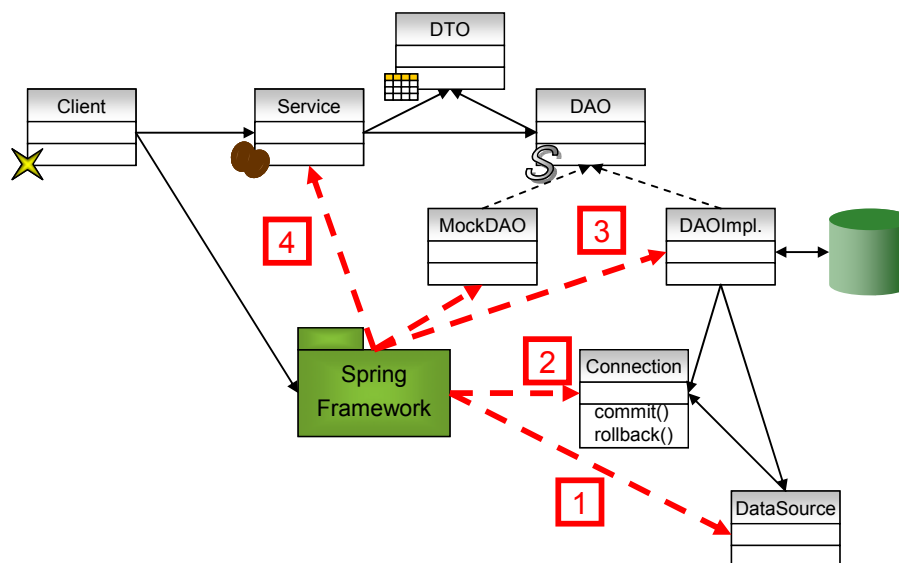 DTO
Client
Service
DAO
S
4
MockDAO
3
DAOImpl.
Spring
Framework
2
Connection
commit()
rollback()
1
DataSource